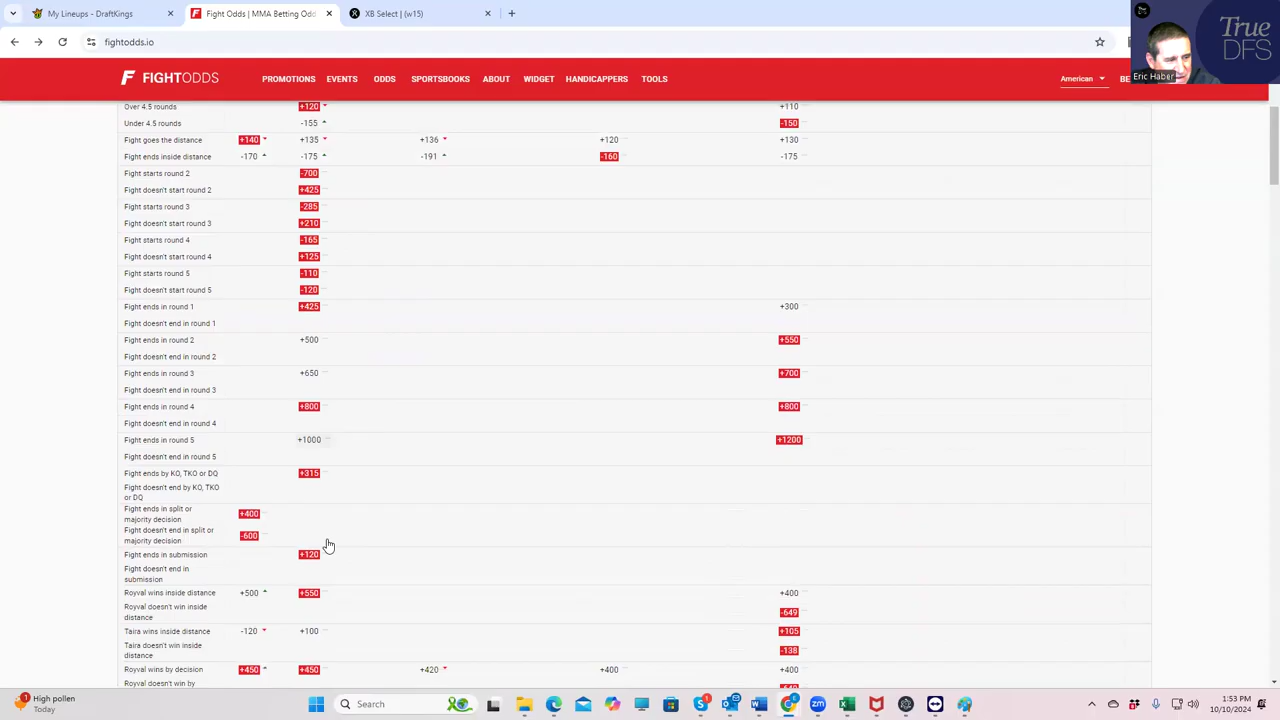 My Lineups - DraftKings
Fight Odds | MMA Betting Odd
XB Select | (w15)
fightodds.io
True
DFS
Eric Haber
FIGHTODDS
PROMOTIONS EVENTS ODDS SPORTSBOOKS ABOUT WIDGET HANDICAPPERS TOOLS
American
BE
Over 4.5 rounds +120 +110
Under 4.5 rounds -155 -150
Fight goes the distance +140 +135 +136 +120 +130
Fight ends inside distance -170 -175 -191 -160 -175
Fight starts round 2 -700
Fight doesn't start round 2 +425
Fight starts round 3 -285
Fight doesn't start round 3 +210
Fight starts round 4 -165
Fight doesn't start round 4 +125
Fight starts round 5 -110
Fight doesn't start round 5 -120
Fight ends in round 1 +425 +300
Fight doesn't end in round 1
Fight ends in round 2 +500 +550
Fight doesn't end in round 2
Fight ends in round 3 +650 +700
Fight doesn't end in round 3
Fight ends in round 4 +800 +800
Fight doesn't end in round 4
Fight ends in round 5 +1000 +1200
Fight doesn't end in round 5
Fight ends by KO, TKO or DQ +315
Fight doesn't end by KO, TKO
or DQ
Fight ends in split or
majority decision +400
Fight doesn't end in split or
majority decision -600
Fight ends in submission +120
Fight doesn't end in
submission
Royval wins inside distance +500 +550 +400
Royval doesn't win inside
distance -649
Taira wins inside distance -120 +100 +105
Taira doesn't win inside
distance -138
Royval wins by decision +450 +450 +420 +400 +400
Royval doesn't win by
High pollen
Today
1
Search
1
1:53 PM
10/10/2024